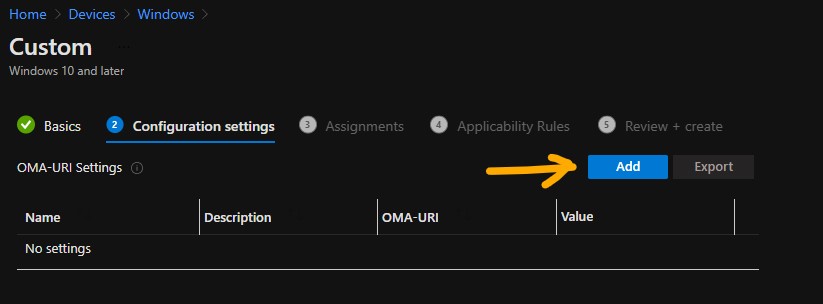 Home > Devices > Windows >
Custom ...
Windows 10 and later
Basics 2 Configuration settings 3 Assignments 4 Applicability Rules 5 Review + create
OMA-URI Settings Add Export
Name Description OMA-URI Value
No settings